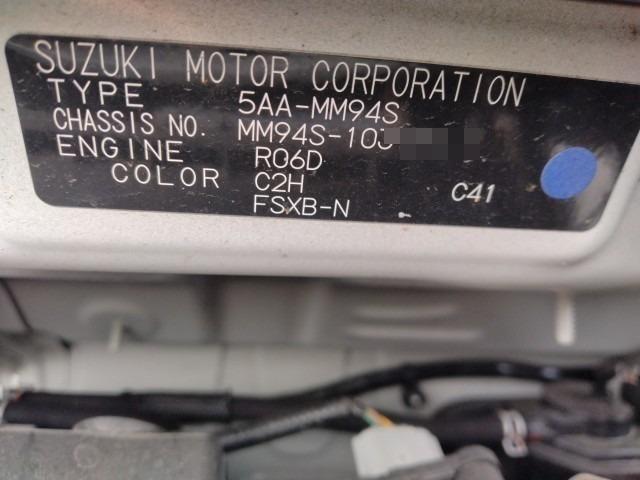 SUZUKI MOTOR CORPORATION
TYPE 5AA-MM94S
CHASSIS NO. MM94S-10
ENGINE R06D
COLOR C2H C41
FSXB-N